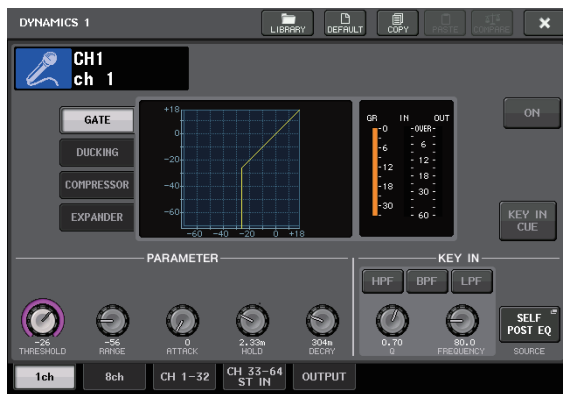 DYNAMICS 1
LIBRARY DEFAULT COPY PASTE COMPARE
CH1
ch 1
GATE
DUCKING
COMPRESSOR
EXPANDER
+18
0
-20
-40
-60
-60 -40 -20 0 +18
GR IN OUT
0 -OVER-
-6 - 6 -
-12 - 12 -
-18 - 18 -
-30 - 30 -
- 60 -
ON
KEY IN
CUE
PARAMETER
KEY IN
HPF BPF LPF
-26 -56 0 2.33m 304m 0.70 80.0
THRESHOLD RANGE ATTACK HOLD DECAY Q FREQUENCY
SELF
POST EQ
SOURCE
1ch 8ch CH 1-32 CH 33-64
ST IN OUTPUT